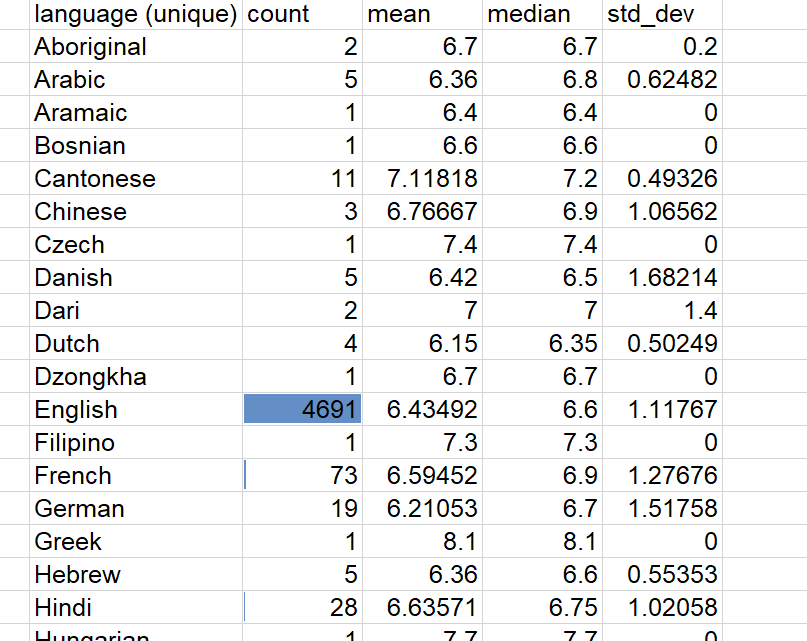 language (unique) count mean median std_dev
Aboriginal 2 6.7 6.7 0.2
Arabic 5 6.36 6.8 0.62482
Aramaic 1 6.4 6.4 0
Bosnian 1 6.6 6.6 0
Cantonese 11 7.11818 7.2 0.49326
Chinese 3 6.76667 6.9 1.06562
Czech 1 7.4 7.4 0
Danish 5 6.42 6.5 1.68214
Dari 2 7 7 1.4
Dutch 4 6.15 6.35 0.50249
Dzongkha 1 6.7 6.7 0
English 4691 6.43492 6.6 1.11767
Filipino 1 7.3 7.3 0
French 73 6.59452 6.9 1.27676
German 19 6.21053 6.7 1.51758
Greek 1 8.1 8.1 0
Hebrew 5 6.36 6.6 0.55353
Hindi 28 6.63571 6.75 1.02058
Hungarian 1 7.7 7.7 0